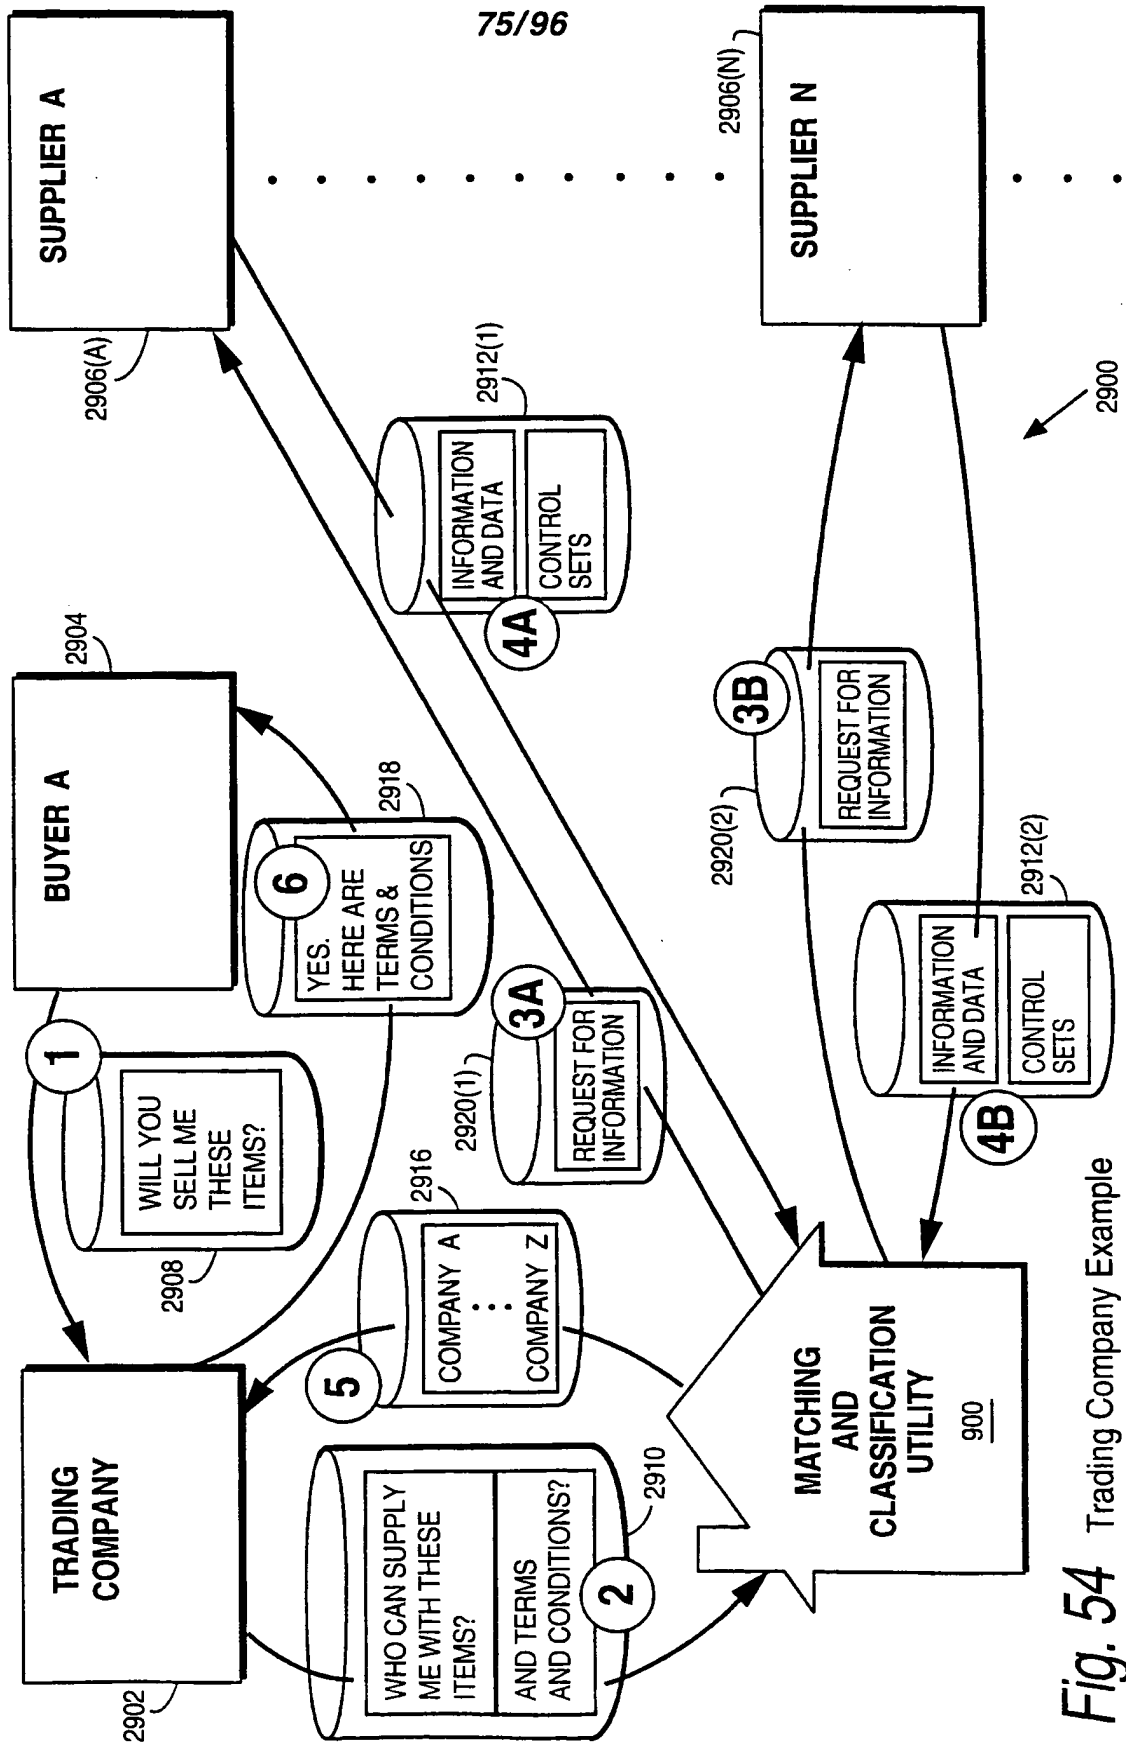 75/96
TRADING
COMPANY
2902
BUYER A
2904
SUPPLIER A
2906(A)
1
WILL YOU
SELL ME
THESE
ITEMS?
2908
6
YES.
HERE ARE
TERMS &
CONDITIONS
2918
WHO CAN SUPPLY
ME WITH THESE
ITEMS?
AND TERMS
AND CONDITIONS?
2
2910
5
COMPANY A
COMPANY Z
2916
3A
REQUEST FOR
INFORMATION
2920(1)
4A
INFORMATION
AND DATA
CONTROL
SETS
2912(1)
MATCHING
AND
CLASSIFICATION
UTILITY
900
3B
REQUEST FOR
INFORMATION
2920(2)
4B
INFORMATION
AND DATA
CONTROL
SETS
2912(2)
SUPPLIER N
2906(N)
2900
Fig. 54 Trading Company Example